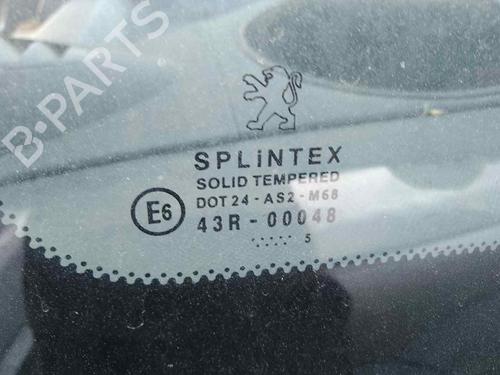 B-PARTS
SPLiNTEX
SOLID TEMPERED
DOT 24 - AS2 - M68
E6
43R - 00048
5